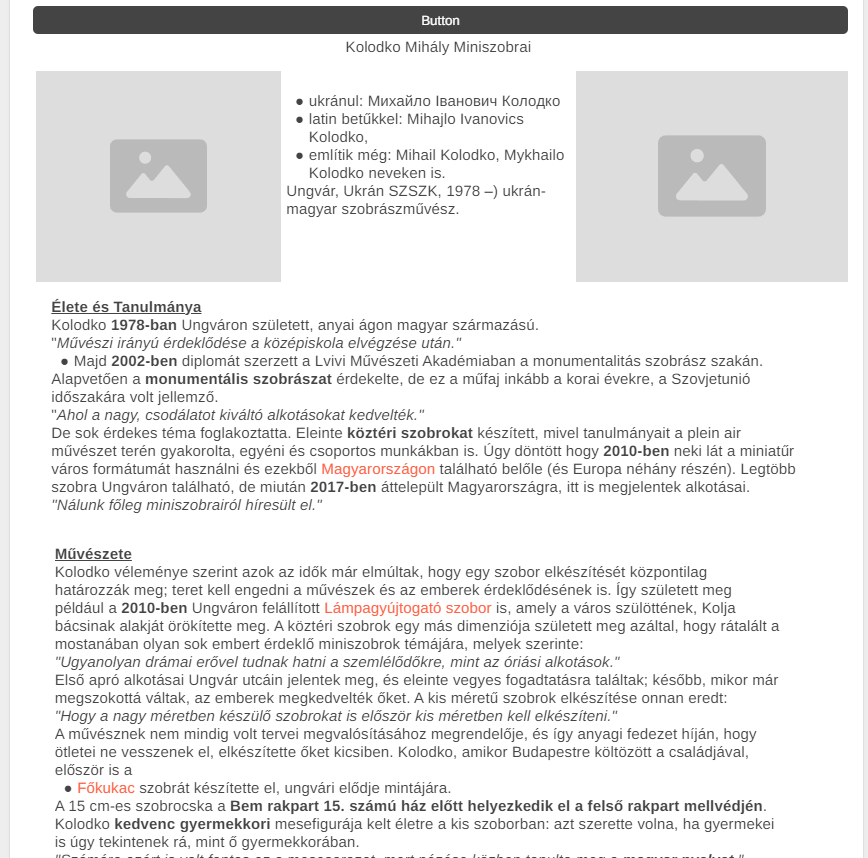 Button
Kolodko Mihály Miniszobrai
● ukránul: Михайло Іванович Колодко
● latin betűkkel: Mihajlo Ivanovics
Kolodko,
● említik még: Mihail Kolodko, Mykhailo
Kolodko neveken is.
Ungvár, Ukrán SZSZK, 1978 –) ukrán-
magyar szobrászművész.
Élete és Tanulmánya
Kolodko 1978-ban Ungváron született, anyai ágon magyar származású.
"Művészi irányú érdeklődése a középiskola elvégzése után."
● Majd 2002-ben diplomát szerzett a Lvivi Művészeti Akadémiaban a monumentalitás szobrász szakán.
Alapvetően a monumentális szobrászat érdekelte, de ez a műfaj inkább a korai évekre, a Szovjetunió
időszakára volt jellemző.
"Ahol a nagy, csodálatot kiváltó alkotásokat kedvelték."
De sok érdekes téma foglakoztatta. Eleinte köztéri szobrokat készített, mivel tanulmányait a plein air
művészet terén gyakorolta, egyéni és csoportos munkákban is. Úgy döntött hogy 2010-ben neki lát a miniatűr
város formátumát használni és ezekből Magyarországon található belőle (és Europa néhány részén). Legtöbb
szobra Ungváron található, de miután 2017-ben áttelepült Magyarországra, itt is megjelentek alkotásai.
"Nálunk főleg miniszobrairól híresült el."
Művészete
Kolodko véleménye szerint azok az idők már elmúltak, hogy egy szobor elkészítését központilag
határozzák meg; teret kell engedni a művészek és az emberek érdeklődésének is. Így született meg
például a 2010-ben Ungváron felállított Lámpagyújtogató szobor is, amely a város szülöttének, Kolja
bácsinak alakját örökítette meg. A köztéri szobrok egy más dimenziója született meg azáltal, hogy rátalált a
mostanában olyan sok embert érdeklő miniszobrok témájára, melyek szerinte:
"Ugyanolyan drámai erővel tudnak hatni a szemlélődőkre, mint az óriási alkotások."
Első apró alkotásai Ungvár utcáin jelentek meg, és eleinte vegyes fogadtatásra találtak; később, mikor már
megszokottá váltak, az emberek megkedvelték őket. A kis méretű szobrok elkészítése onnan eredt:
"Hogy a nagy méretben készülő szobrokat is először kis méretben kell elkészíteni."
A művésznek nem mindig volt tervei megvalósításához megrendelője, és így anyagi fedezet híján, hogy
ötletei ne vesszenek el, elkészítette őket kicsiben. Kolodko, amikor Budapestre költözött a családjával,
először is a
● Főkukac szobrát készítette el, ungvári elődje mintájára.
A 15 cm-es szobrocska a Bem rakpart 15. számú ház előtt helyezkedik el a felső rakpart mellvédjén.
Kolodko kedvenc gyermekkori mesefigurája kelt életre a kis szoborban: azt szerette volna, ha gyermekei
is úgy tekintenek rá, mint ő gyermekkorában.